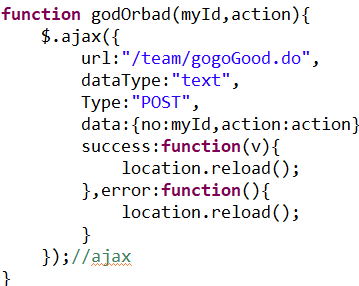 function godOrbad(myId,action){
    $.ajax({
        url:"/team/gogoGood.do",
        dataType:"text",
        Type:"POST",
        data:{no:myId,action:action}
        success:function(v){
            location.reload();
        },error:function(){
            location.reload();
        }
    });//ajax
}